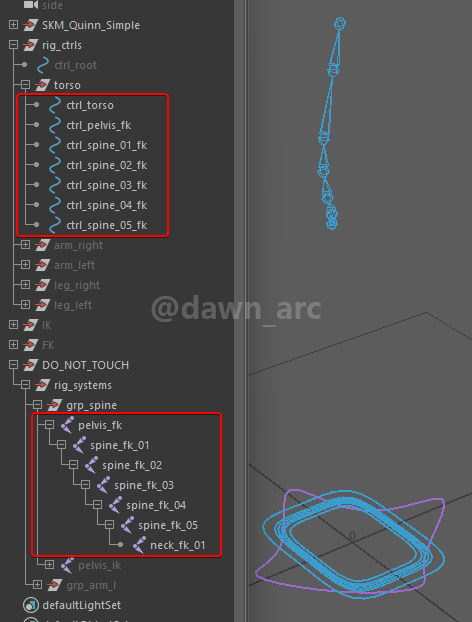 side
SKM_Quinn_Simple
rig_ctrls
ctrl_root
torso
ctrl_torso
ctrl_pelvis_fk
ctrl_spine_01_fk
ctrl_spine_02_fk
ctrl_spine_03_fk
ctrl_spine_04_fk
ctrl_spine_05_fk
arm_right
arm_left
leg_right
leg_left
@dawn_arc
IK
FK
DO_NOT_TOUCH
rig_systems
grp_spine
pelvis_fk
spine_fk_01
spine_fk_02
spine_fk_03
spine_fk_04
spine_fk_05
neck_fk_01
pelvis_ik
grp_arm_l
defaultLightSet
0